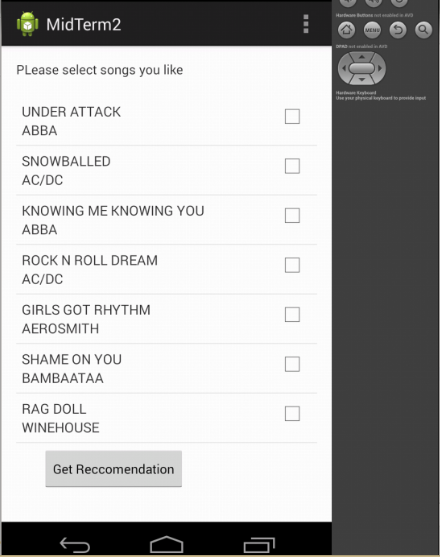 MidTerm2
PLease select songs you like
UNDER ATTACK
ABBA
SNOWBALLED
AC/DC
KNOWING ME KNOWING YOU
ABBA
ROCK N ROLL DREAM
AC/DC
GIRLS GOT RHYTHM
AEROSMITH
SHAME ON YOU
BAMBAATAA
RAG DOLL
WINEHOUSE
Get Reccomendation
Hardware Buttons not enabled in AVD
MENU
DPAD not enabled in AVD
Hardware Keyboard
Use your physical keyboard to provide input